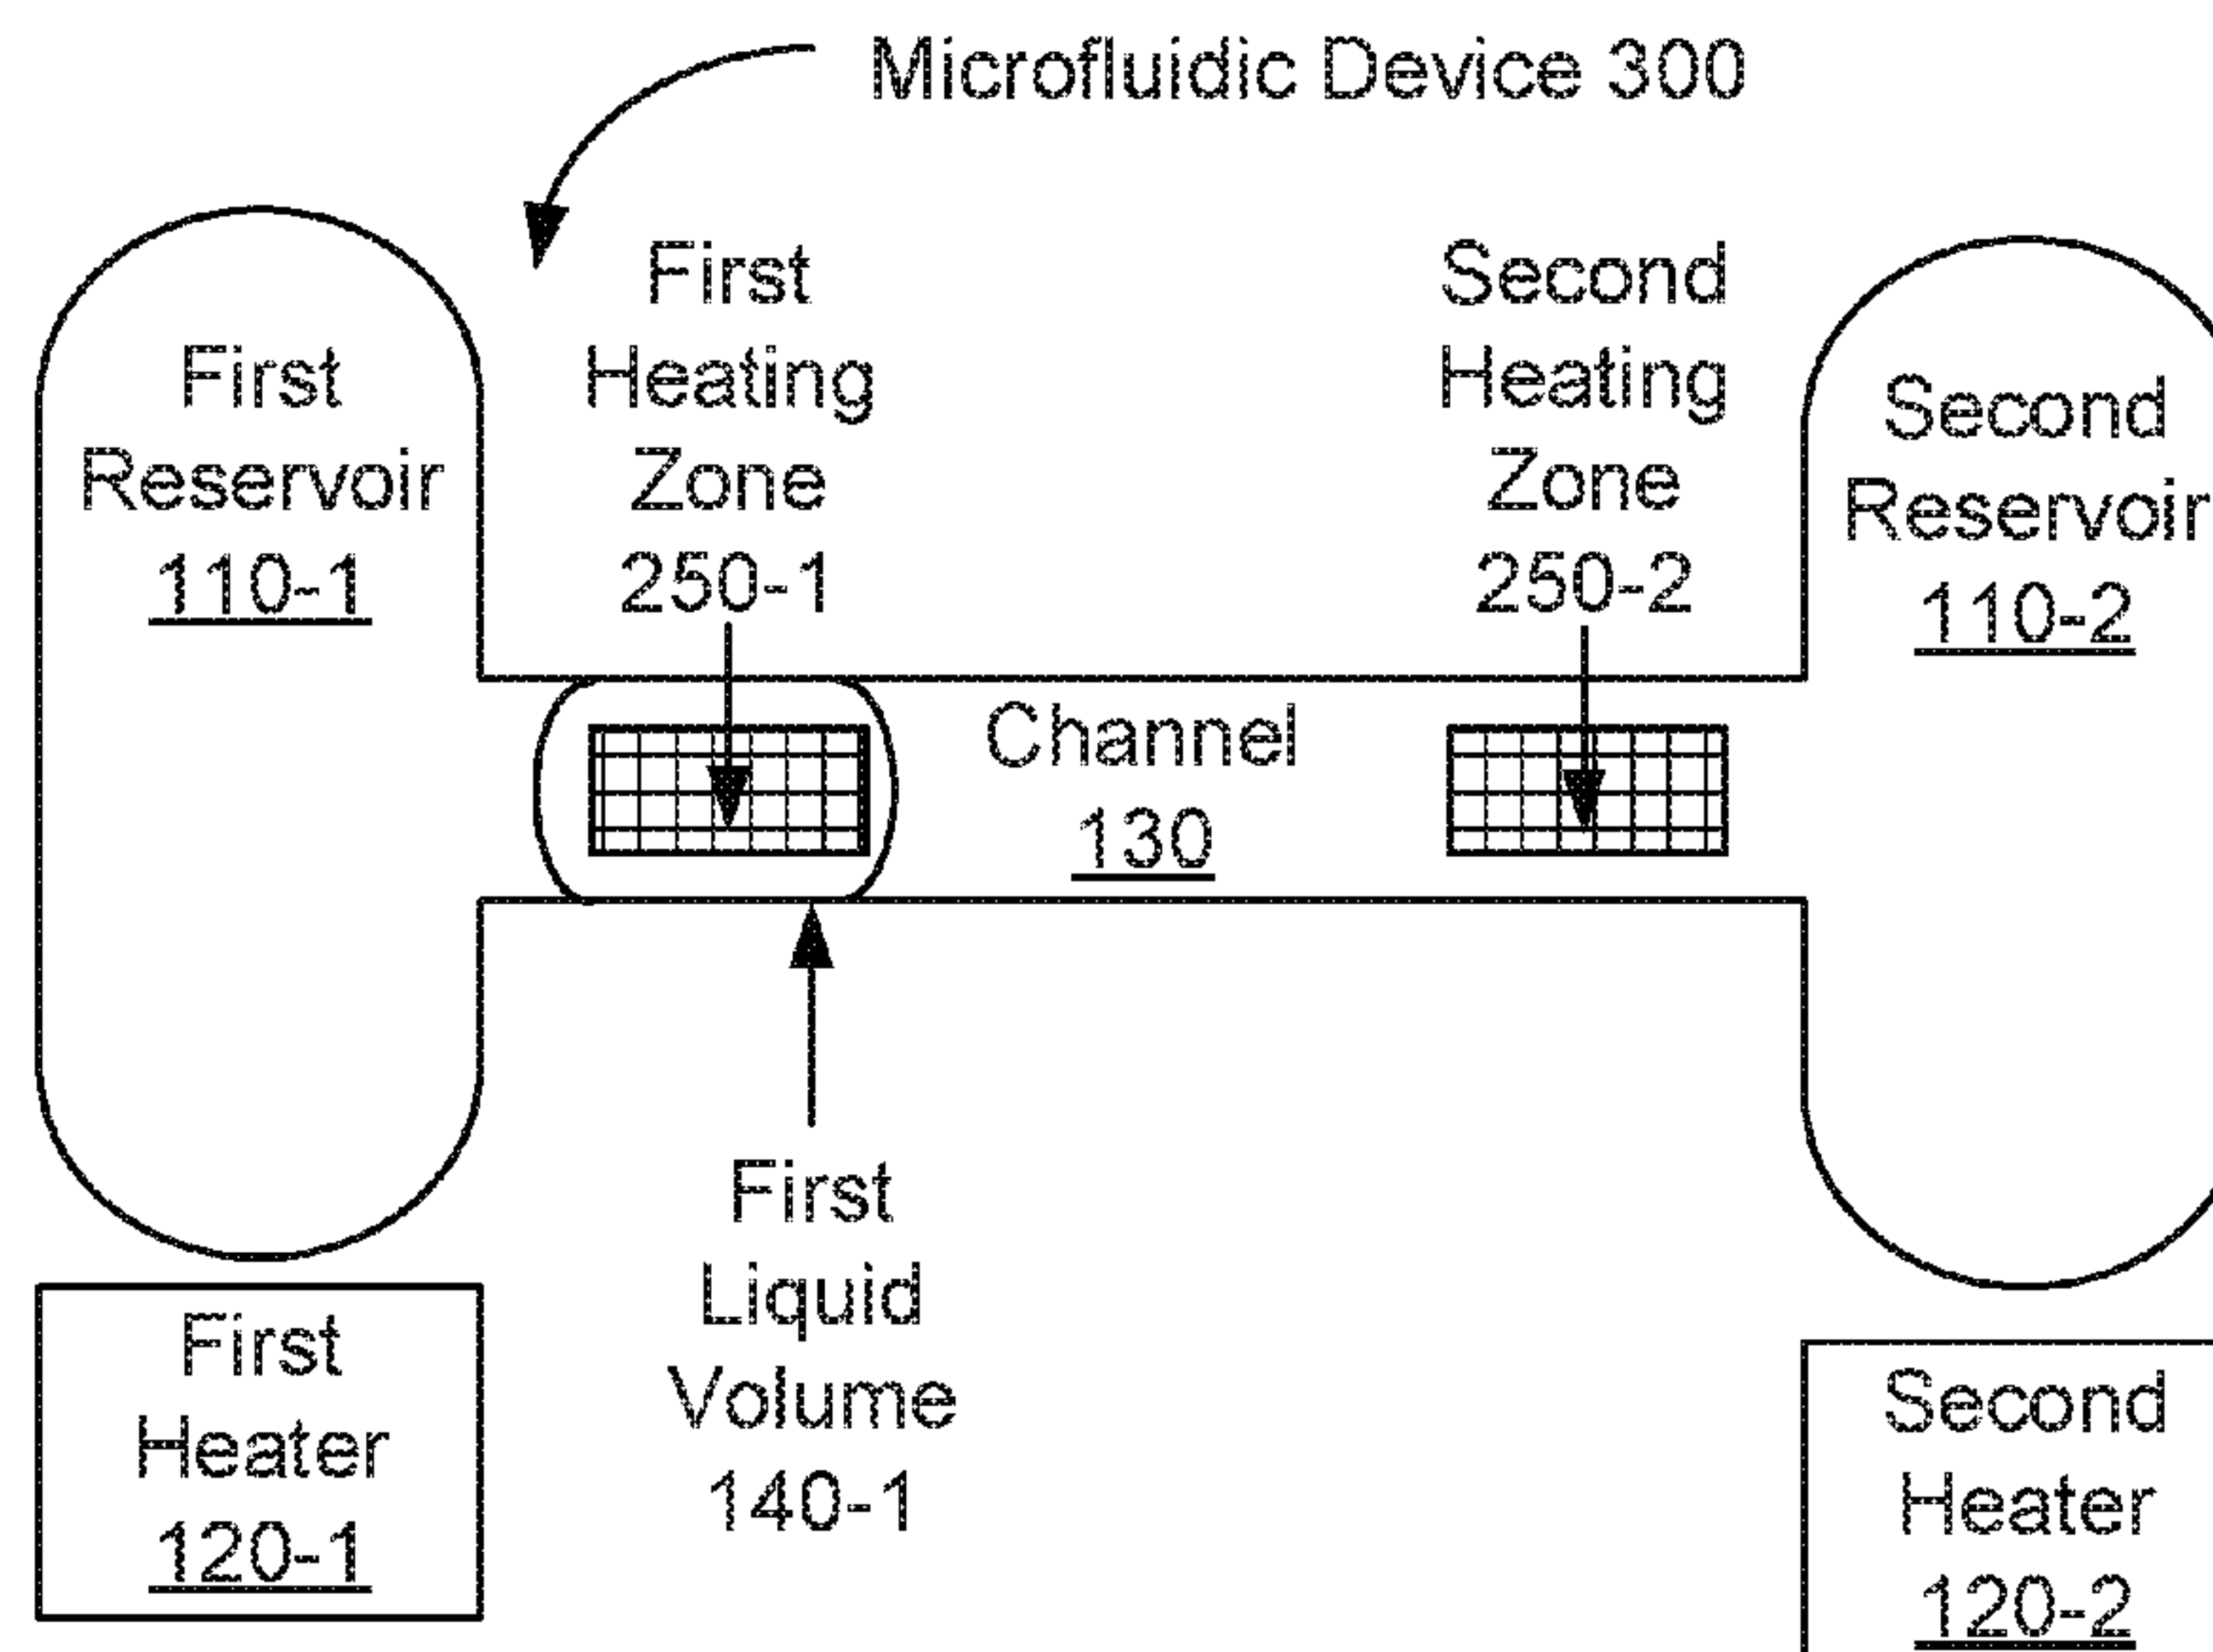 Microfluidic Device 300
First
Reservoir
110-1
First
Heating
Zone
250-1
Second
Heating
Zone
250-2
Second
Reservoir
110-2
Channel
130
First
Liquid
Volume
140-1
First
Heater
120-1
Second
Heater
120-2